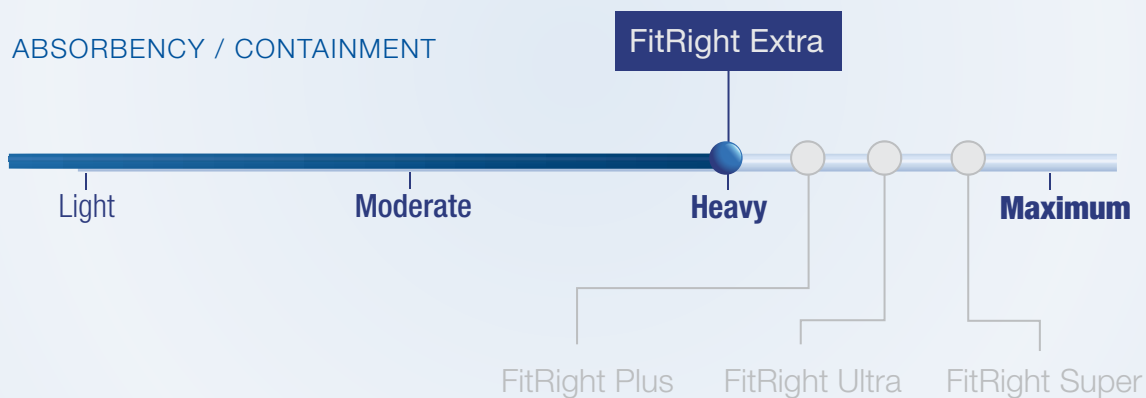 FitRight Extra
ABSORBENCY / CONTAINMENT
Light Moderate Heavy Maximum
FitRight Plus FitRight Ultra FitRight Super